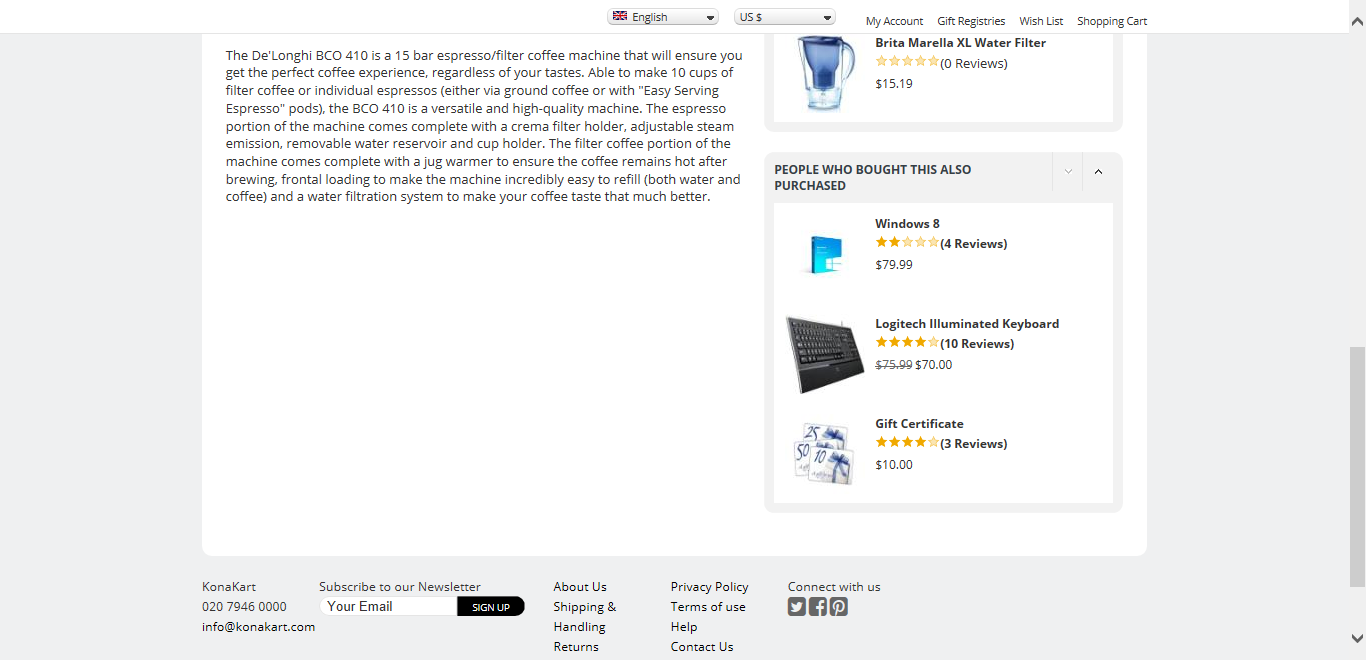 English
US $
My Account
Gift Registries
Wish List
Shopping Cart
The De'Longhi BCO 410 is a 15 bar espresso/filter coffee machine that will ensure you
get the perfect coffee experience, regardless of your tastes. Able to make 10 cups of
filter coffee or individual espressos (either via ground coffee or with "Easy Serving
Espresso" pods), the BCO 410 is a versatile and high-quality machine. The espresso
portion of the machine comes complete with a crema filter holder, adjustable steam
emission, removable water reservoir and cup holder. The filter coffee portion of the
machine comes complete with a jug warmer to ensure the coffee remains hot after
brewing, frontal loading to make the machine incredibly easy to refill (both water and
coffee) and a water filtration system to make your coffee taste that much better.
Brita Marella XL Water Filter
(0 Reviews)
$15.19
PEOPLE WHO BOUGHT THIS ALSO
PURCHASED
Windows 8
(4 Reviews)
$79.99
Logitech Illuminated Keyboard
(10 Reviews)
$75.99 $70.00
25
50
10
Gift Certificate
(3 Reviews)
$10.00
KonaKart
020 7946 0000
info@konakart.com
Subscribe to our Newsletter
Your Email
SIGN UP
About Us
Shipping &
Handling
Returns
Privacy Policy
Terms of use
Help
Contact Us
Connect with us